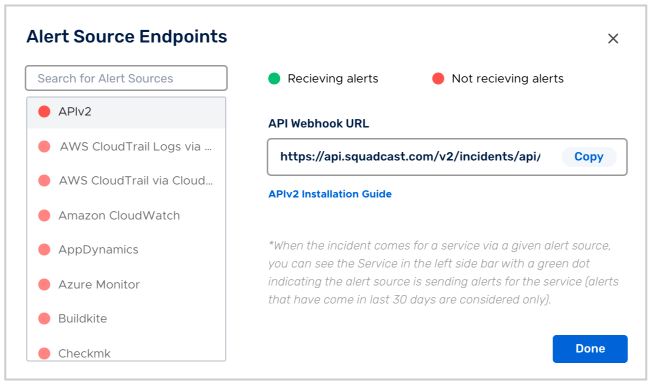 Alert Source Endpoints
Search for Alert Sources
APIv2
AWS CloudTrail Logs via ...
AWS CloudTrail via Cloud...
Amazon CloudWatch
AppDynamics
Azure Monitor
Buildkite
Checkmk
Recieving alerts
Not recieving alerts
API Webhook URL
https://api.squadcast.com/v2/incidents/api/
Copy
APIv2 Installation Guide
*When the incident comes for a service via a given alert source,
you can see the Service in the left side bar with a green dot
indicating the alert source is sending alerts for the service (alerts
that have come in last 30 days are considered only).
Done